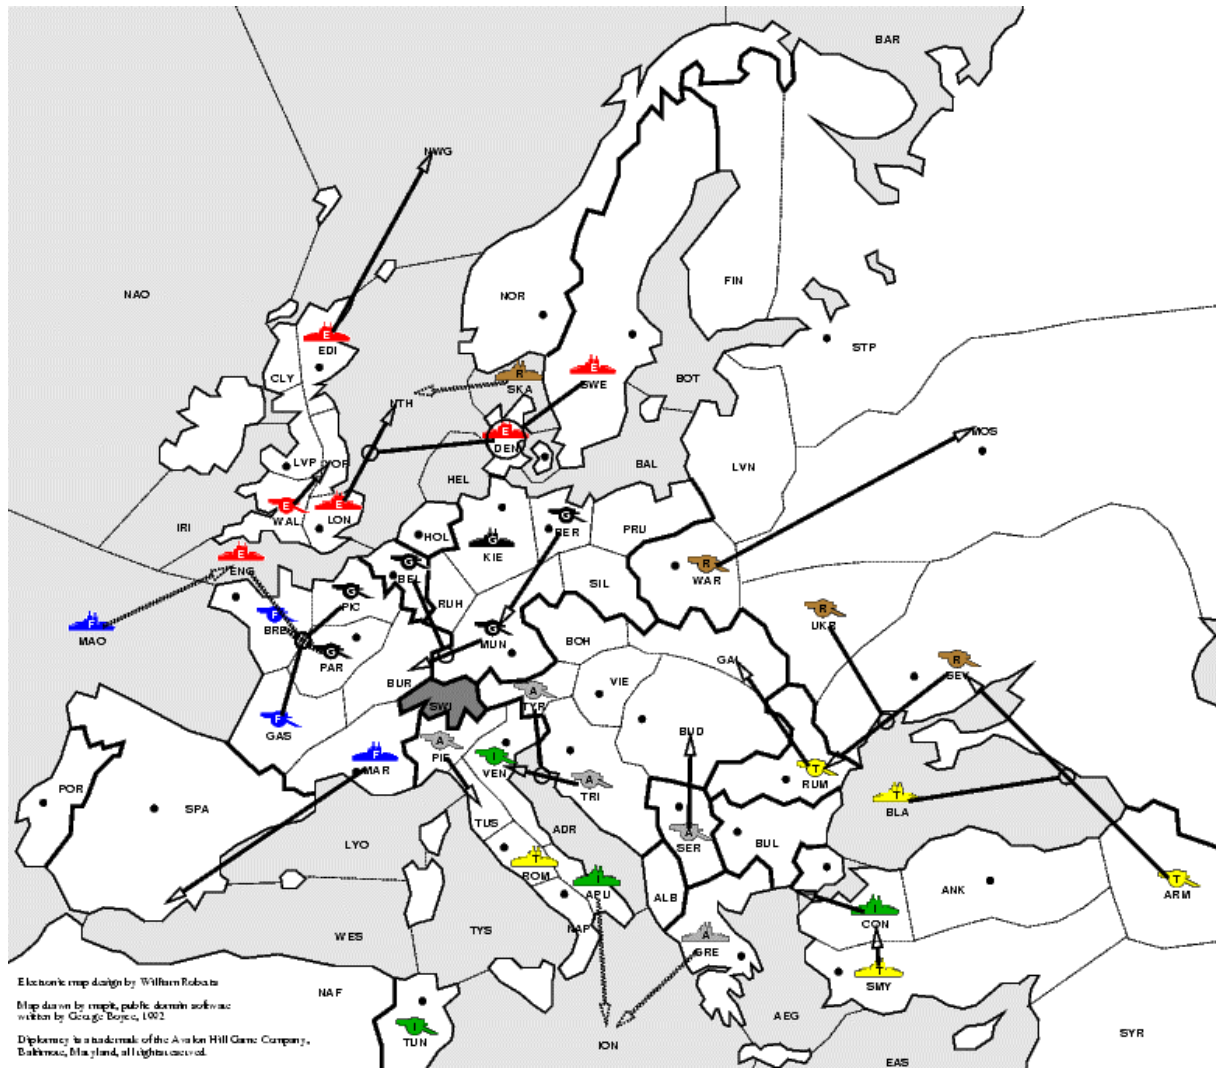 BAR
NWG
NAO
FIN
NOR
E
EDI
STP
R
E
CLY
SKA
SWE
BOT
NTH
E
MOS
DEN
LVP
YOR
HEL
BAL
LVN
E
E
G
WAL
LON
IRI
BER
PRU
HOL
G
E
KIE
G
R
ENG
BEL
SIL
WAR
G
PIC
RUH
R
F
F
BRE
G
UKR
MAO
G
MUN
BOH
PAR
GAL
R
BUR
VIE
SEV
A
SWI
TYR
F
GAS
BUD
A
F
I
PIE
VEN
T
MAR
A
RUM
POR
TRI
T
SPA
BLA
TUS
ADR
A
LYO
SER
BUL
T
ROM
I
ANK
T
APU
ALB
ARM
I
CON
NAP
WES
TYS
A
GRE
T
Electronic map design by William Roberts
SMY
NAF
Map drawn by mapit, public domain software
written by George Boyce, 1992
AEG
I
SYR
Diplomacy is a trademark of the Avalon Hill Game Company,
TUN
ION
Baltimore, Maryland, all rights reserved.
EAS